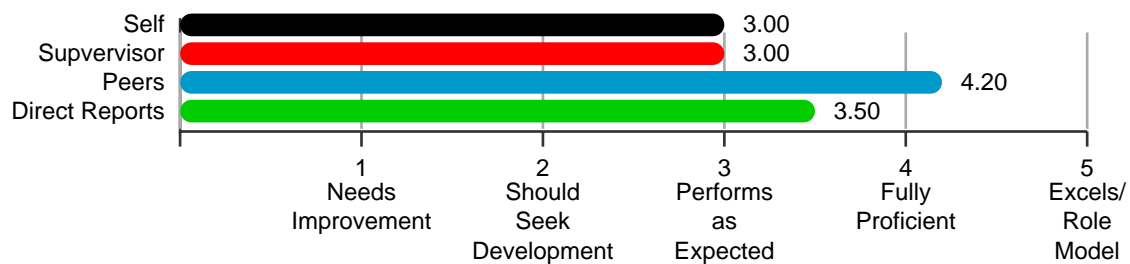 Self 3.00
Supvervisor 3.00
Peers 4.20
Direct Reports 3.50
1 2 3 4 5
Needs Should Performs Fully Excels/
Improvement Seek as Proficient Role
Development Expected Model